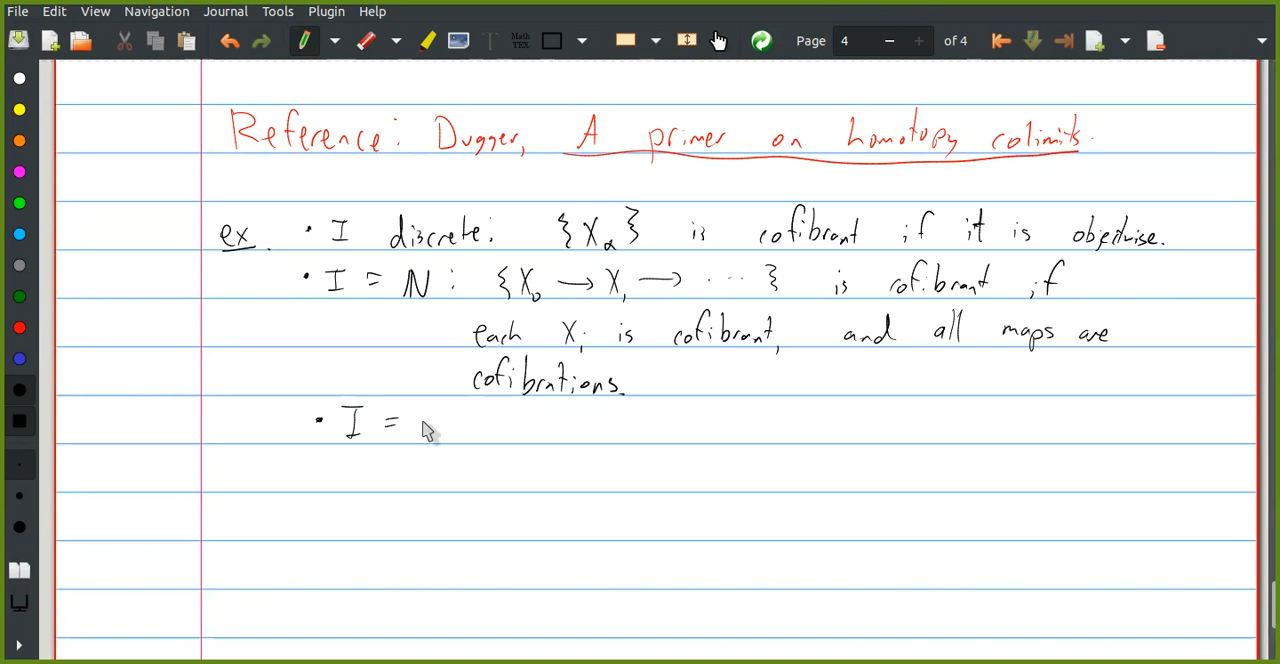 File Edit View Navigation Journal Tools Plugin Help
Math TEX Page 4 of 4
Reference: Dugger, A primer on homotopy colimits.
ex. • I discrete: {X_α} is cofibrant if it is objectwise.
• I = ℕ: {X_0 → X_1 → ⋯} is cofibrant if
each X_i is cofibrant, and all maps are
cofibrations.
• I =